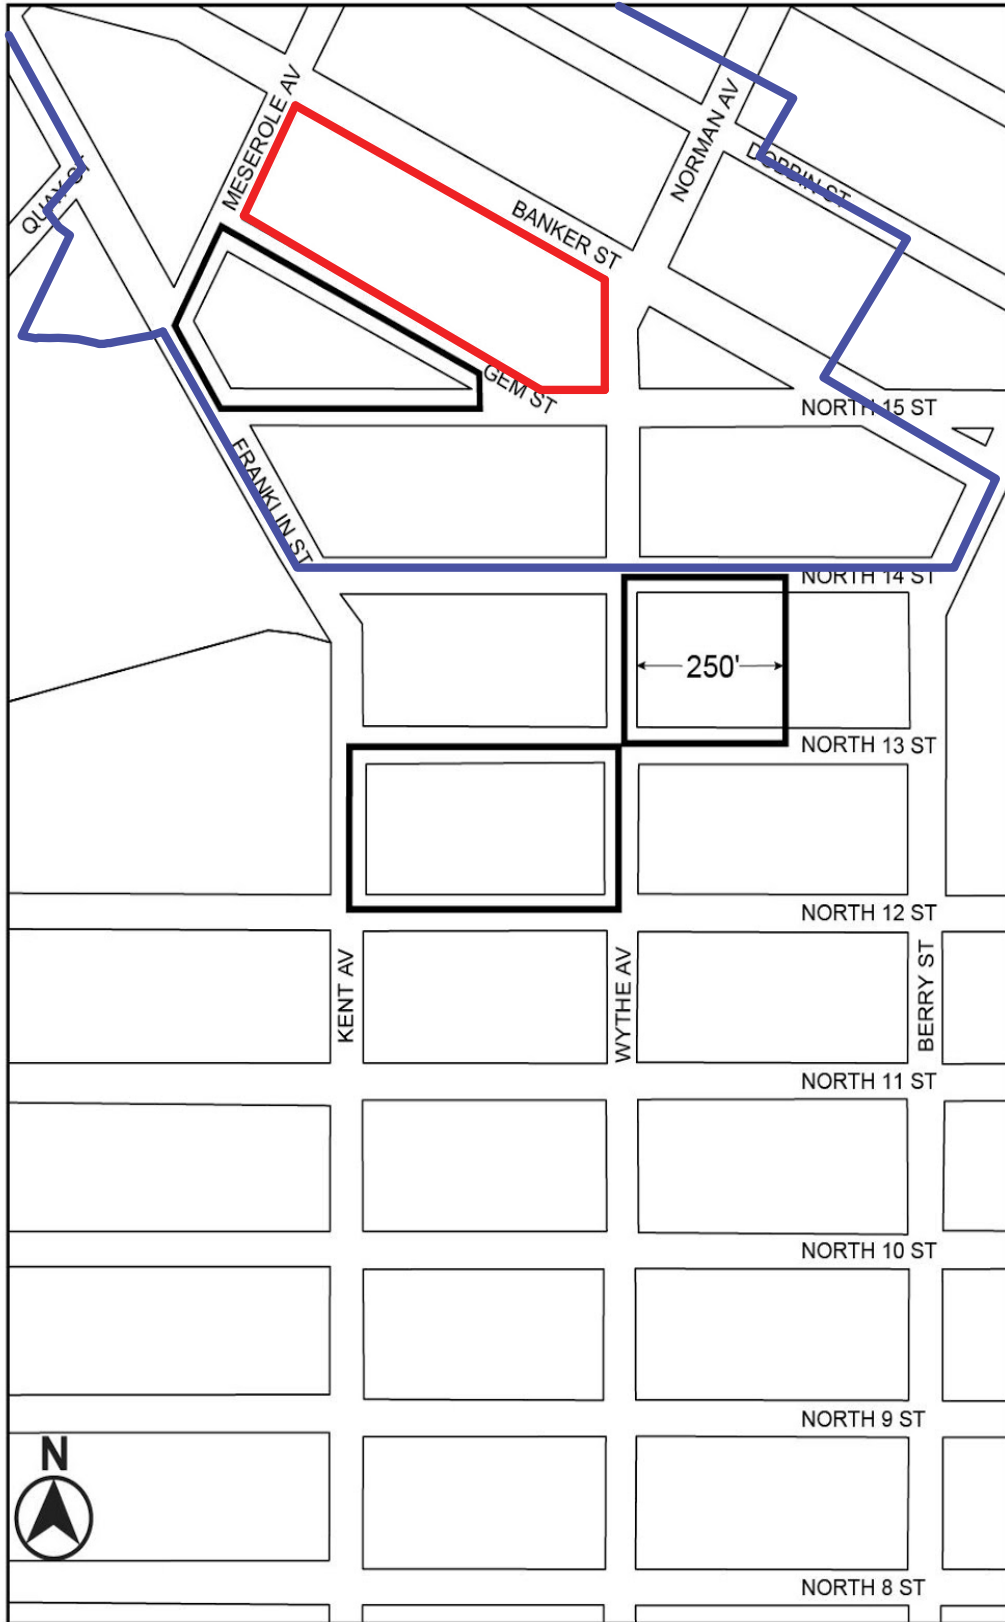 MESEROLE AV
NORMAN AV
QUAY ST
DOBBIN ST
BANKER ST
GEM ST
NORTH 15 ST
FRANKLIN ST
NORTH 14 ST
250'
NORTH 13 ST
NORTH 12 ST
KENT AV
WYTHE AV
BERRY ST
NORTH 11 ST
NORTH 10 ST
NORTH 9 ST
N
NORTH 8 ST